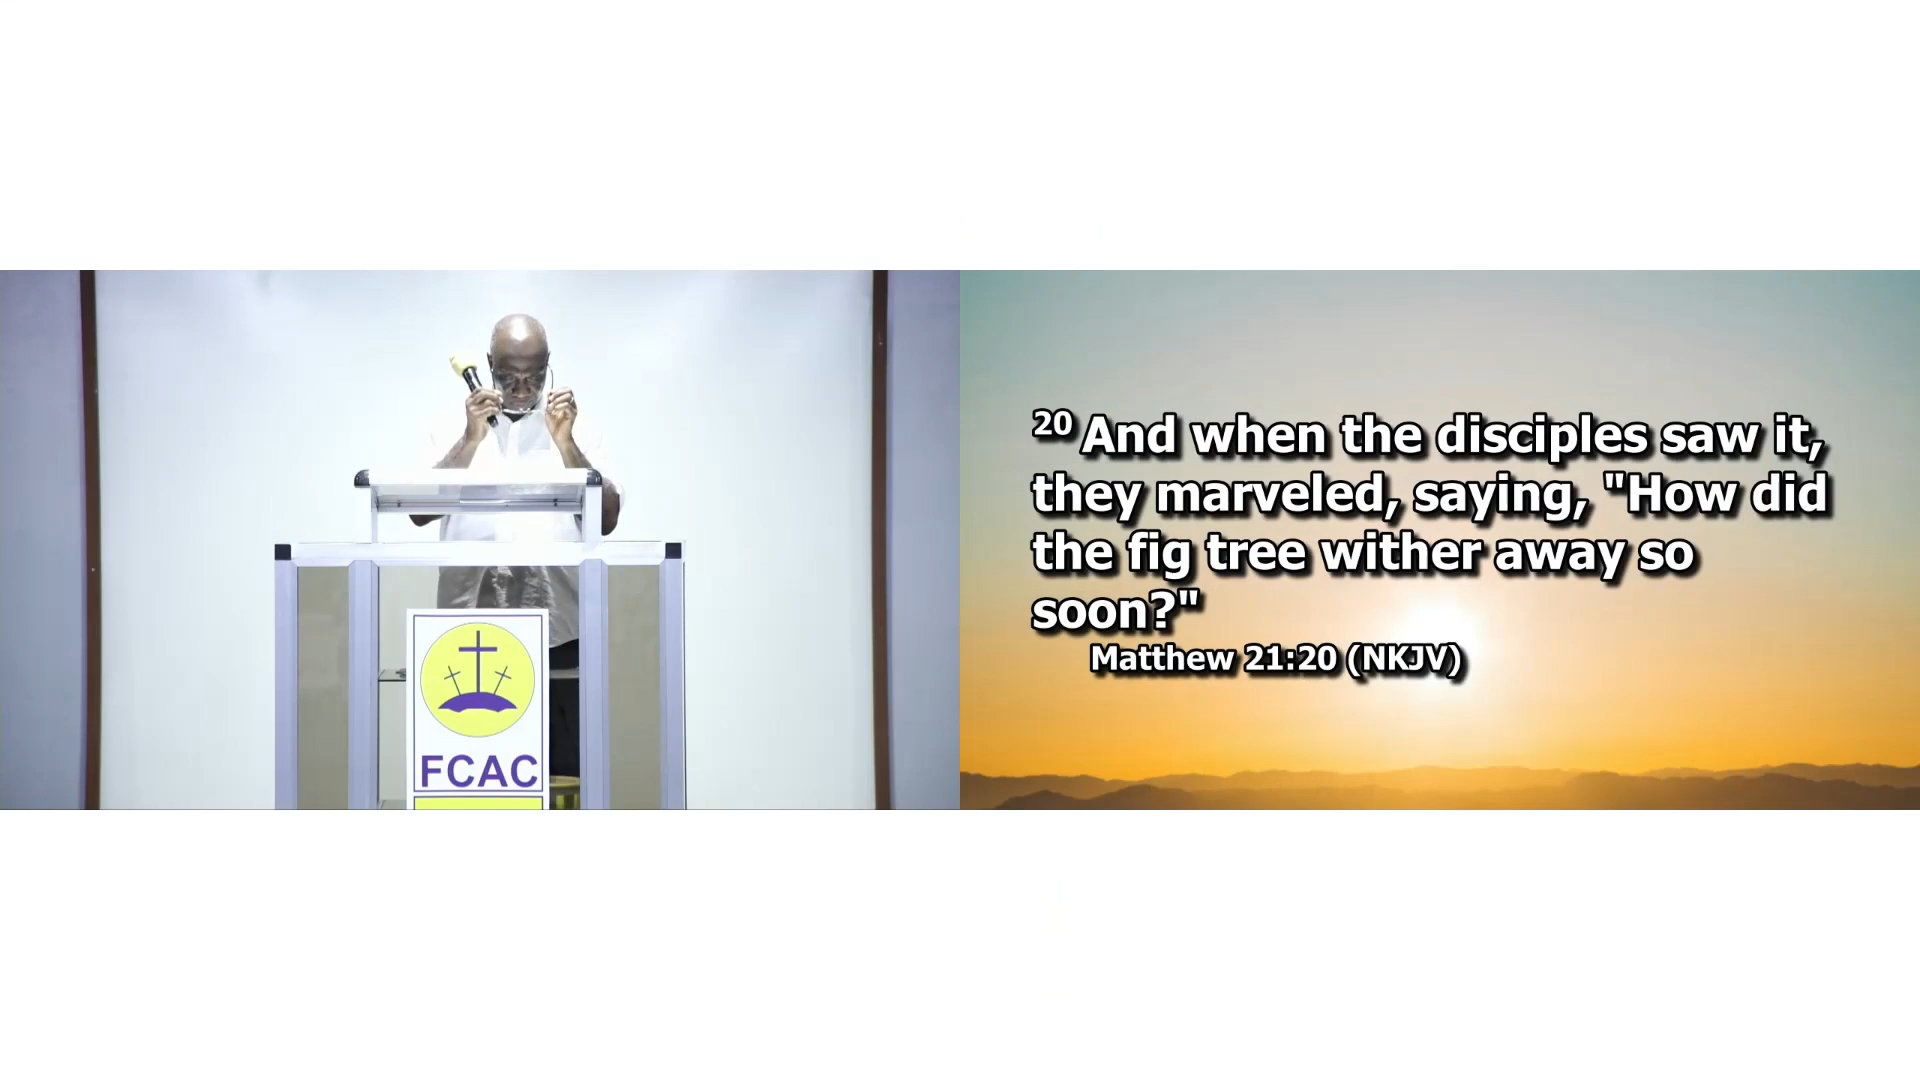 FCAC
20 And when the disciples saw it,
they marveled, saying, "How did
the fig tree wither away so
soon?"
Matthew 21:20 (NKJV)